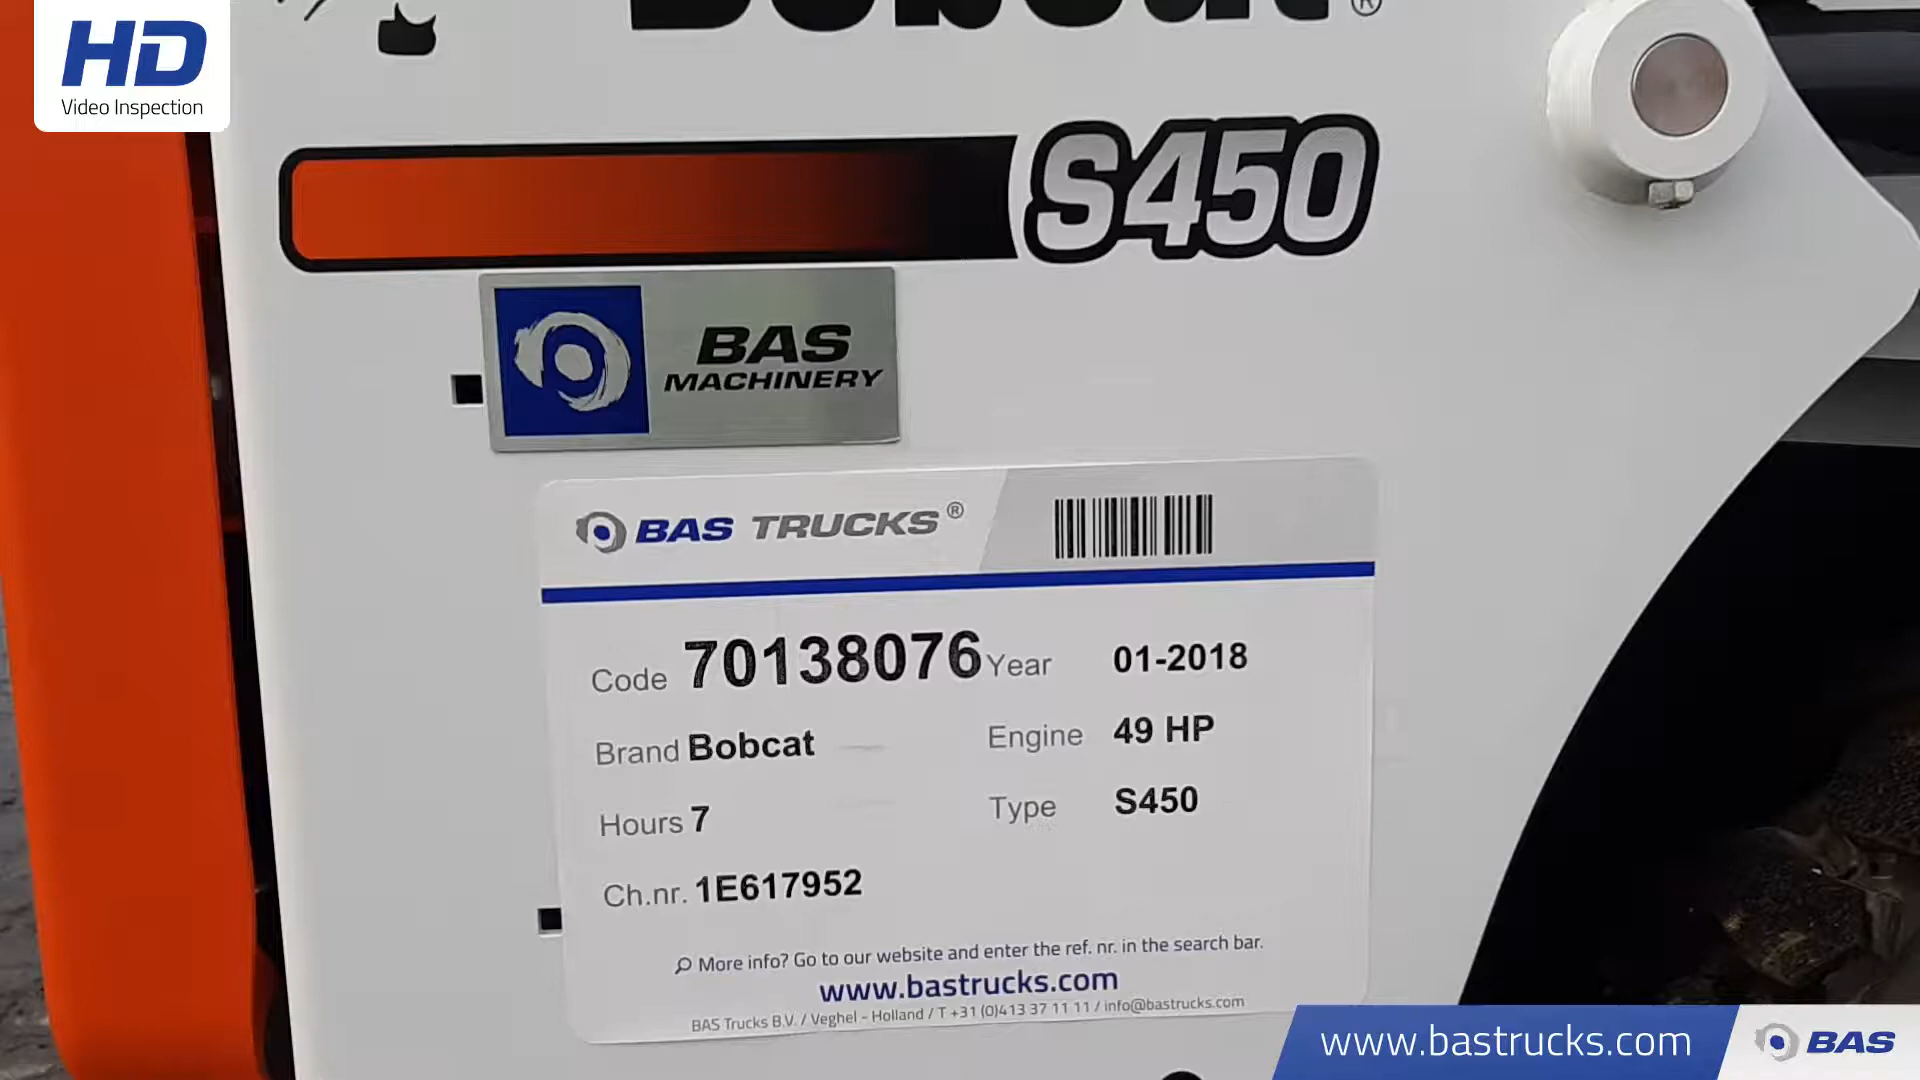 HD
Video Inspection
Bobcat®
S450
BAS
MACHINERY
BAS TRUCKS®
Code 70138076 Year 01-2018
Brand Bobcat Engine 49 HP
Hours 7 Type S450
Ch.nr. 1E617952
More info? Go to our website and enter the ref. nr. in the search bar.
www.bastrucks.com
BAS Trucks B.V. / Veghel - Holland / T +31 (0)413 37 11 11 / info@bastrucks.com
www.bastrucks.com BAS